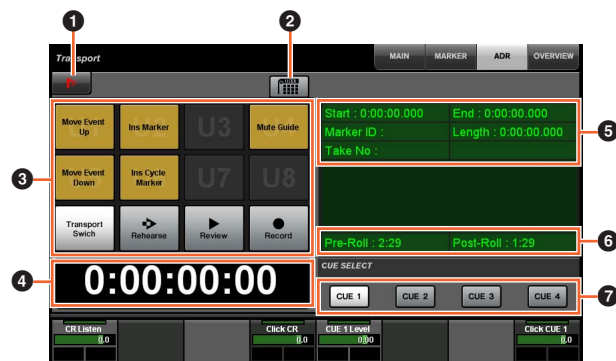 1
2
Transport
MAIN
MARKER
ADR
OVERVIEW
USER
Move Event Up
Ins Marker
U3
Mute Guide
Move Event Down
Ins Cycle Marker
U7
U8
Transport Swich
Rehearse
Review
Record
3
Start : 0:00:00.000
End : 0:00:00.000
Marker ID :
Length : 0:00:00.000
Take No :
5
Pre-Roll : 2:29
Post-Roll : 1:29
6
4
0:00:00:00
CUE SELECT
CUE 1
CUE 2
CUE 3
CUE 4
7
CR Listen
0.0
Click CR
0.0
CUE 1 Level
0.00
Click CUE 1
0.0